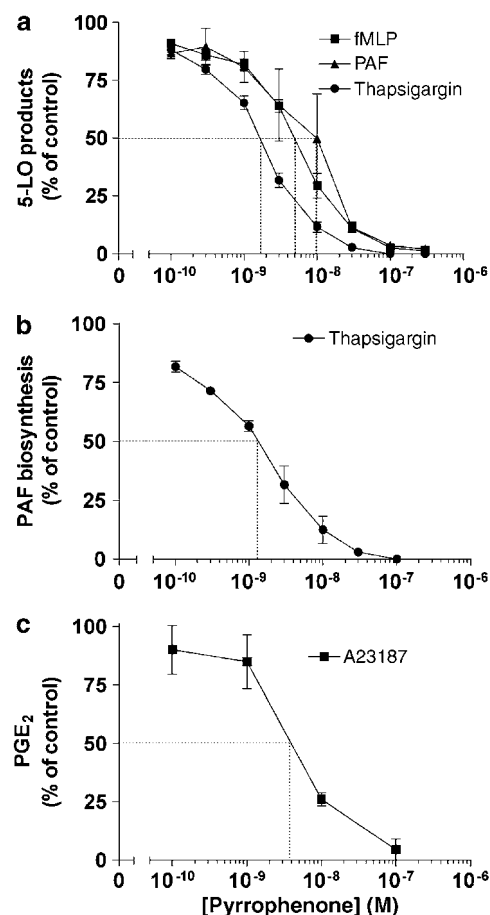 a
fMLP
PAF
Thapsigargin
5-LO products
(% of control)
100
75
50
25
0
0
10⁻¹⁰
10⁻⁹
10⁻⁸
10⁻⁷
10⁻⁶
b
Thapsigargin
PAF biosynthesis
(% of control)
100
75
50
25
0
0
10⁻¹⁰
10⁻⁹
10⁻⁸
10⁻⁷
10⁻⁶
c
A23187
PGE₂
(% of control)
100
75
50
25
0
0
10⁻¹⁰
10⁻⁹
10⁻⁸
10⁻⁷
10⁻⁶
[Pyrrophenone] (M)